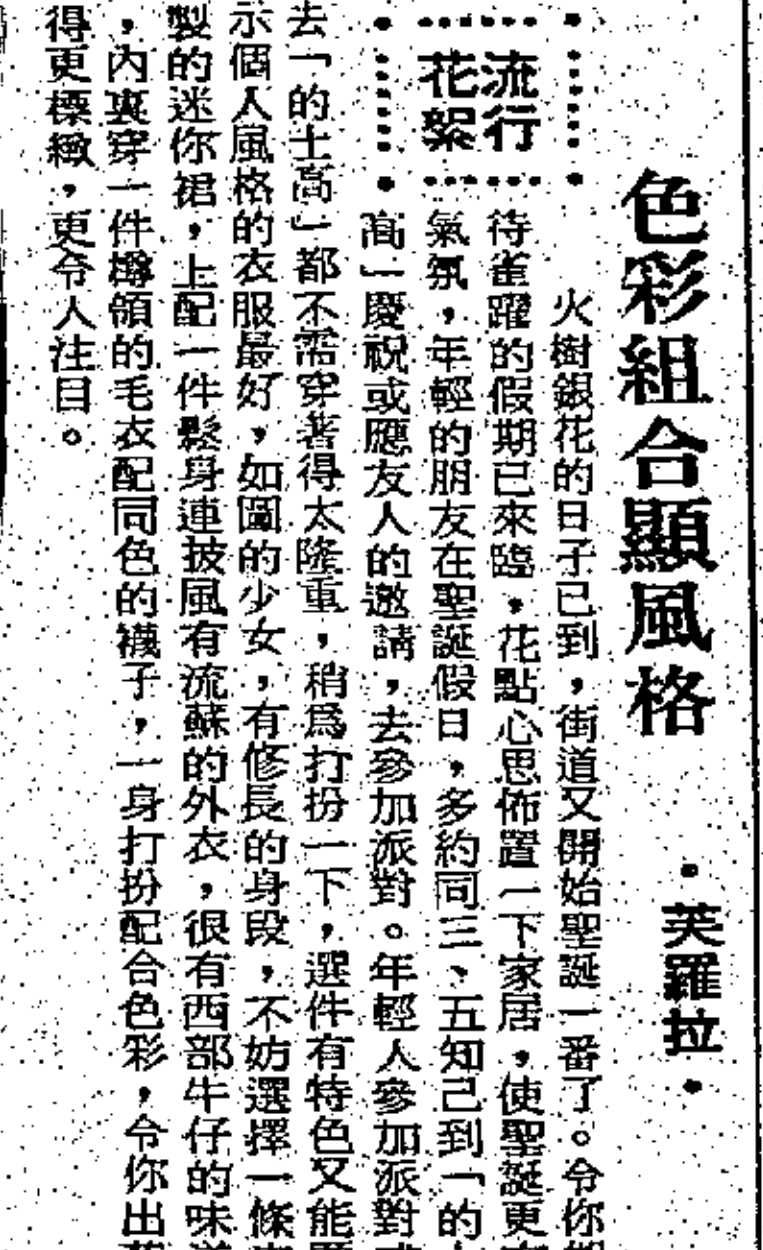 色彩組合顯風格
·芙羅拉·
流行
花絮
火樹銀花的日子已到，街道又開始聖誕一番了。令你
待雀躍的假期已來臨，花點心思佈置一下家居，使聖誕更
氣氛，年輕的朋友在聖誕假日，多約同三、五知己到「的
高」慶祝或應友人的邀請，去參加派對。年輕人參加派對
去「的士高」都不需穿著得太隆重，稍爲打扮一下，選件有特色又能
示個人風格的衣服最好，如圖的少女，有修長的身段，不妨選擇一條
製的迷你裙，上配一件鬆身連披風有流蘇的外衣，很有西部牛仔的味
，內裏穿一件樽領的毛衣配同色的襪子，一身打扮配合色彩，令你出
得更標緻，更令人注目。